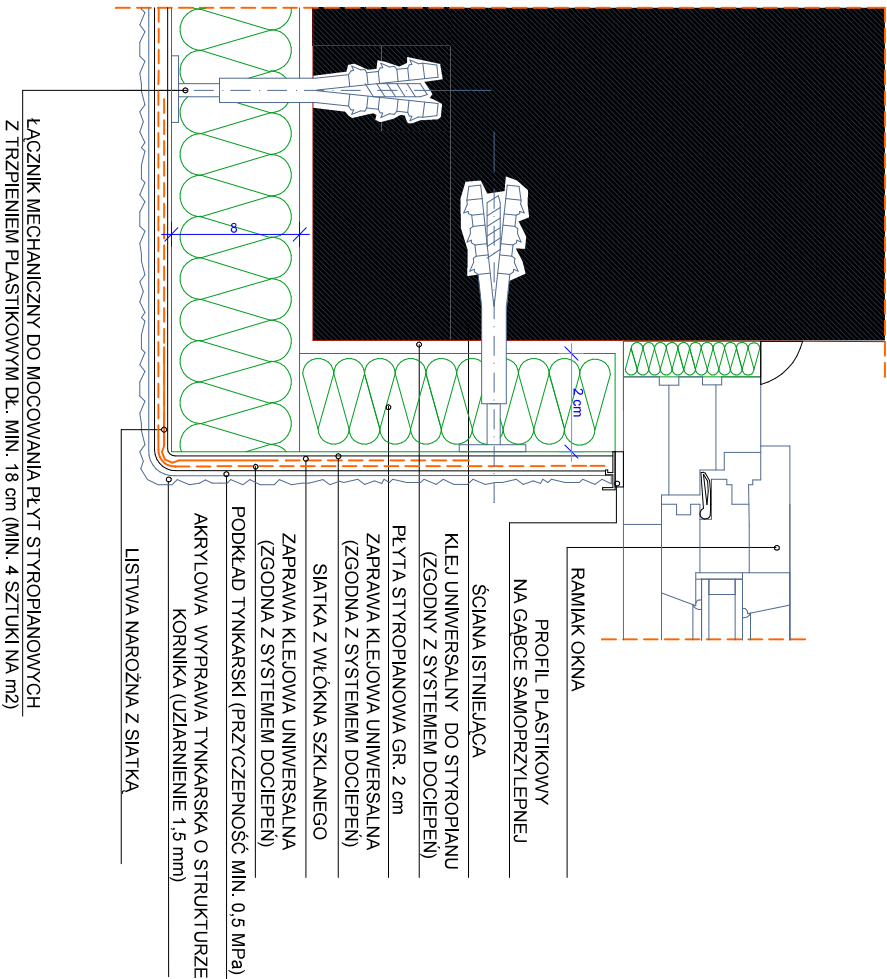 RAMIAK OKNA
PROFIL PLASTIKOWY
NA GĄBCE SAMOPRZYLEPNEJ
ŚCIANA ISTNIEJĄCA
KLEJ UNIWERSALNY DO STYROPIANU
(ZGODNY Z SYSTEMEM DOCIEPEŃ)
PŁYTA STYROPIANOWA GR. 2 cm
ZAPRAWA KLEJOWA UNIWERSALNA
(ZGODNA Z SYSTEMEM DOCIEPEŃ)
SIATKA Z WŁÓKNA SZKLANEGO
ZAPRAWA KLEJOWA UNIWERSALNA
(ZGODNA Z SYSTEMEM DOCIEPEŃ)
PODKŁAD TYNKARSKI (PRZYCZEPNOŚĆ MIN. 0,5 MPa)
AKRYLOWA WYPRAWA TYNKARSKA O STRUKTURZE
KORNIKA (UZIARNIENIE 1,5 mm)
LISTWA NAROŻNA Z SIATKĄ
ŁĄCZNIK MECHANICZNY DO MOCOWANIA PŁYT STYROPIANOWYCH
Z TRZPIENIEM PLASTIKOWYM DŁ. MIN. 18 cm (MIN. 4 SZTUKI NA m2)
8
2 cm